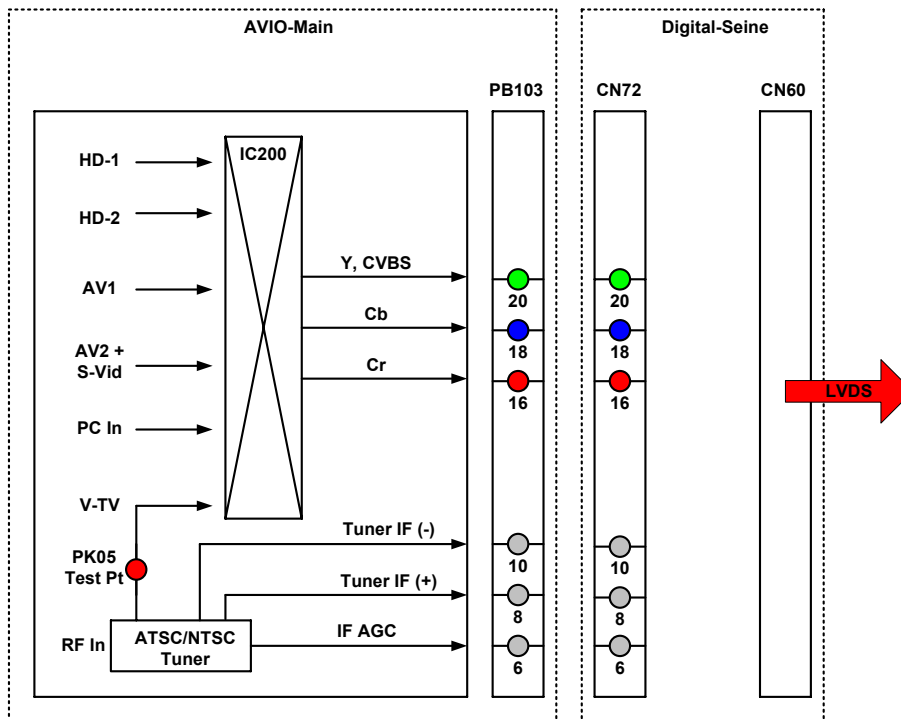 AVIO-Main
Digital-Seine
PB103
CN72
CN60
IC200
HD-1
HD-2
AV1
AV2 +
S-Vid
PC In
V-TV
PK05
Test Pt
RF In
ATSC/NTSC
Tuner
Y, CVBS
Cb
Cr
Tuner IF (-)
Tuner IF (+)
IF AGC
20
18
16
10
8
6
20
18
16
10
8
6
LVDS